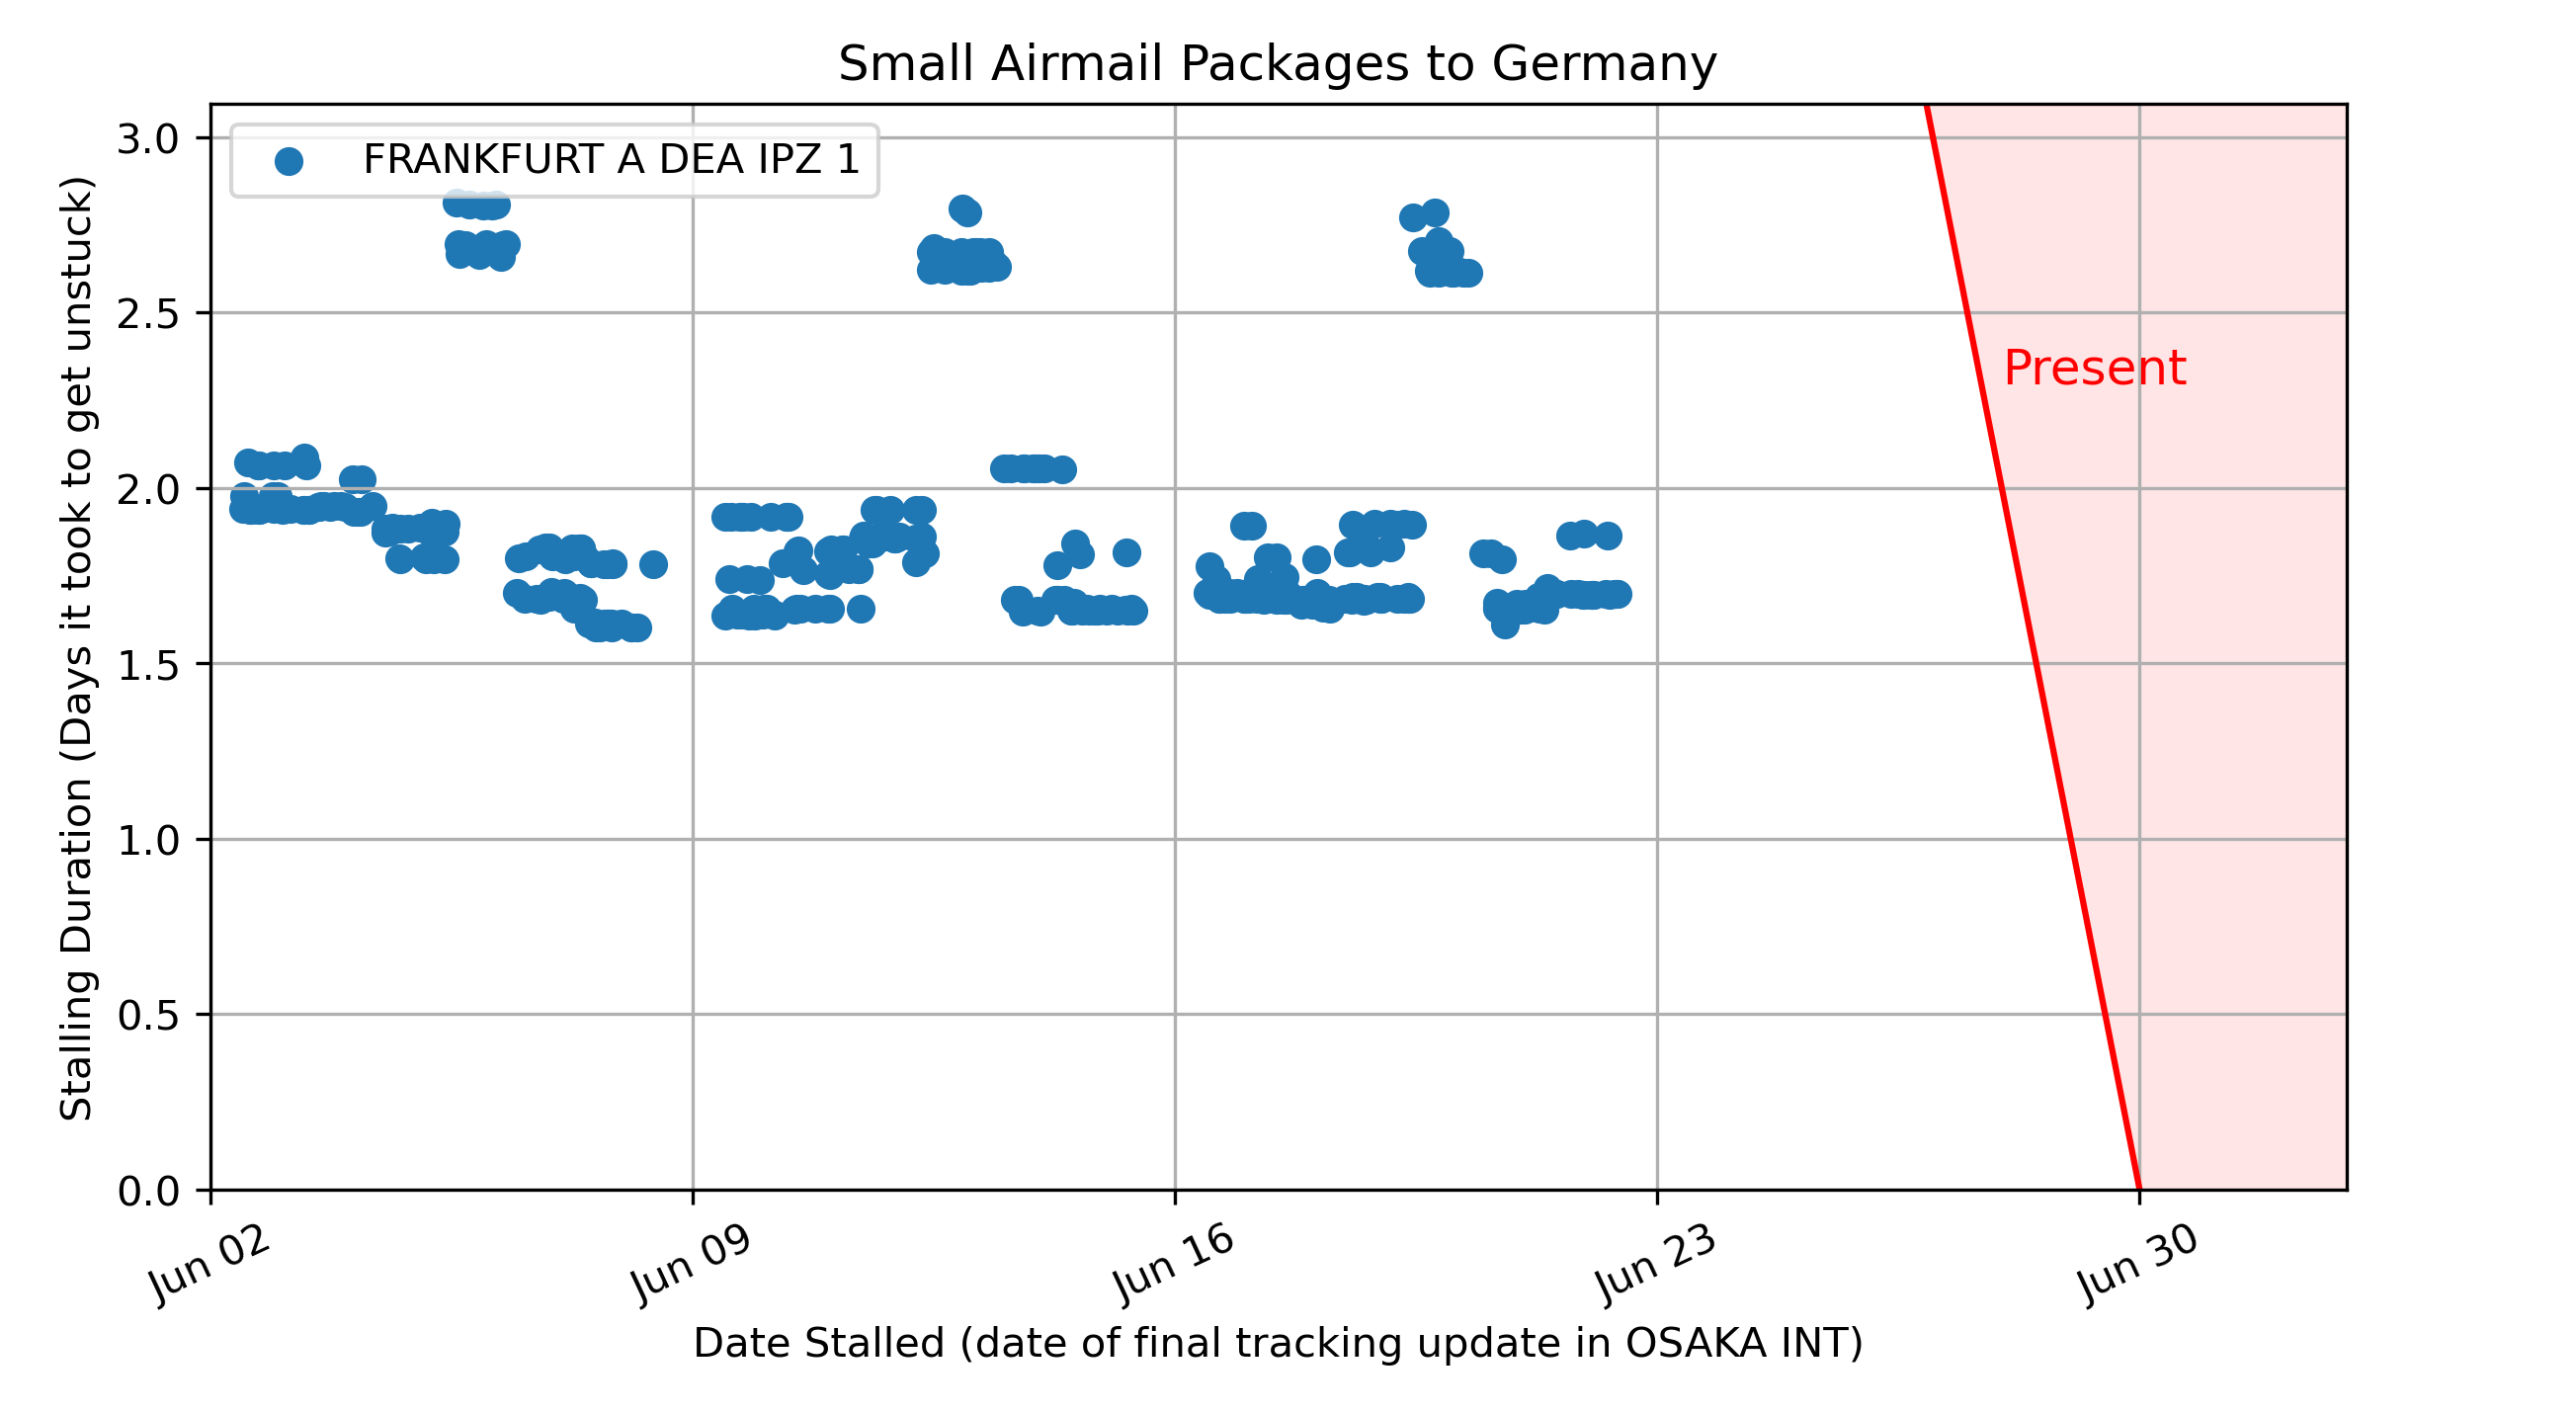 Small Airmail Packages to Germany
Stalling Duration (Days it took to get unstuck)
3.0
2.5
2.0
1.5
1.0
0.5
0.0
FRANKFURT A DEA IPZ 1
Present
Jun 02
Jun 09
Jun 16
Jun 23
Jun 30
Date Stalled (date of final tracking update in OSAKA INT)